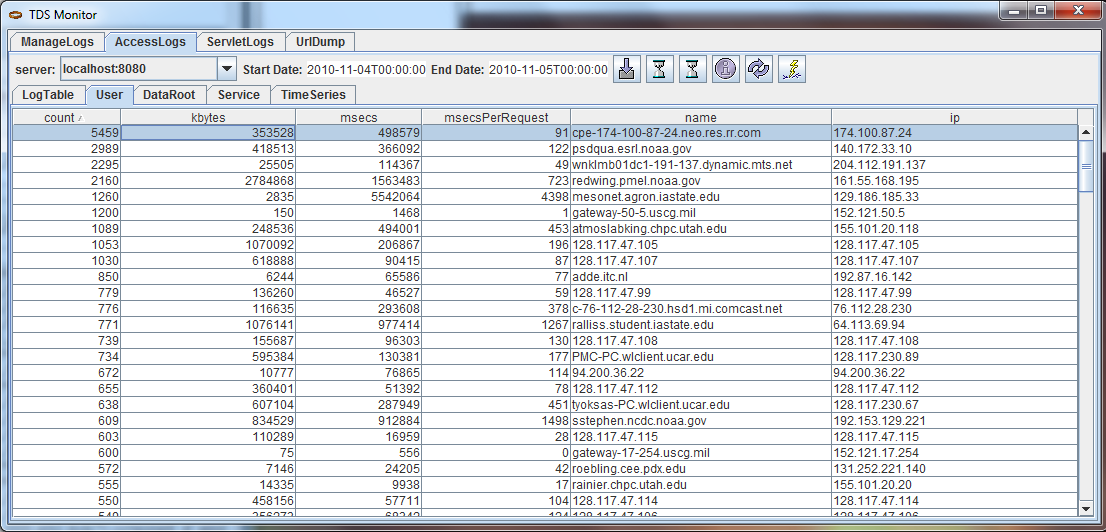 TDS Monitor
ManageLogs AccessLogs ServletLogs UrlDump
server: localhost:8080 Start Date: 2010-11-04T00:00:00 End Date: 2010-11-05T00:00:00
LogTable User DataRoot Service TimeSeries
count kbytes msecs msecsPerRequest name ip
5459 353528 498579 91 cpe-174-100-87-24.neo.res.rr.com 174.100.87.24
2989 418513 366092 122 psdqua.esrl.noaa.gov 140.172.33.10
2295 25505 114367 49 wnklmb01dc1-191-137.dynamic.mts.net 204.112.191.137
2160 2784868 1563483 723 redwing.pmel.noaa.gov 161.55.168.195
1260 2835 5542064 4398 mesonet.agron.iastate.edu 129.186.185.33
1200 150 1468 1 gateway-50-5.uscg.mil 152.121.50.5
1089 248536 494001 453 atmoslabking.chpc.utah.edu 155.101.20.118
1053 1070092 206867 196 128.117.47.105 128.117.47.105
1030 618888 90415 87 128.117.47.107 128.117.47.107
850 6244 65586 77 adde.itc.nl 192.87.16.142
779 136260 46527 59 128.117.47.99 128.117.47.99
776 116635 293608 378 c-76-112-28-230.hsd1.mi.comcast.net 76.112.28.230
771 1076141 977414 1267 ralliss.student.iastate.edu 64.113.69.94
739 155687 96303 130 128.117.47.108 128.117.47.108
734 595384 130381 177 PMC-PC.wlclient.ucar.edu 128.117.230.89
672 10777 76865 114 94.200.36.22 94.200.36.22
655 360401 51392 78 128.117.47.112 128.117.47.112
638 607104 287949 451 tyoksas-PC.wlclient.ucar.edu 128.117.230.67
609 834529 912884 1498 sstephen.ncdc.noaa.gov 192.153.129.221
603 110289 16959 28 128.117.47.115 128.117.47.115
600 75 556 0 gateway-17-254.uscg.mil 152.121.17.254
572 7146 24205 42 roebling.cee.pdx.edu 131.252.221.140
555 14335 9938 17 rainier.chpc.utah.edu 155.101.20.20
550 458156 57711 104 128.117.47.114 128.117.47.114